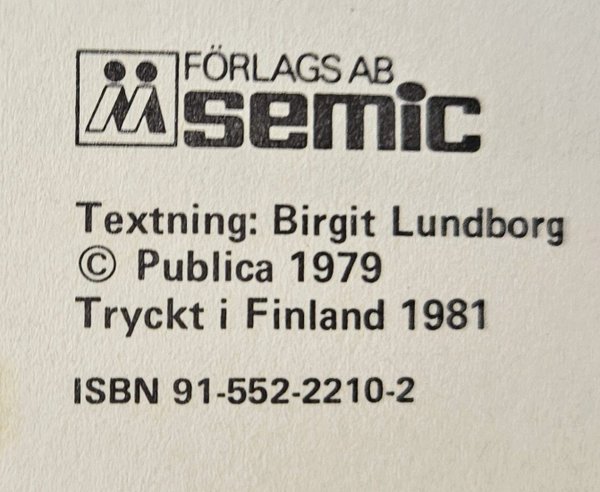 FÖRLAGS AB
semic
Textning: Birgit Lundborg
© Publica 1979
Tryckt i Finland 1981
ISBN 91-552-2210-2